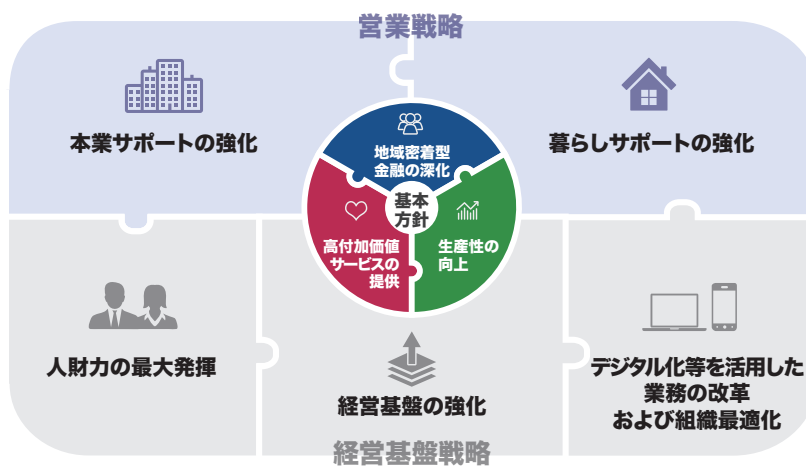 営業戦略
本業サポートの強化
暮らしサポートの強化
地域密着型
金融の深化
基本
方針
高付加価値
サービスの
提供
生産性の
向上
人財力の最大発揮
経営基盤の強化
デジタル化等を活用した
業務の改革
および組織最適化
経営基盤戦略